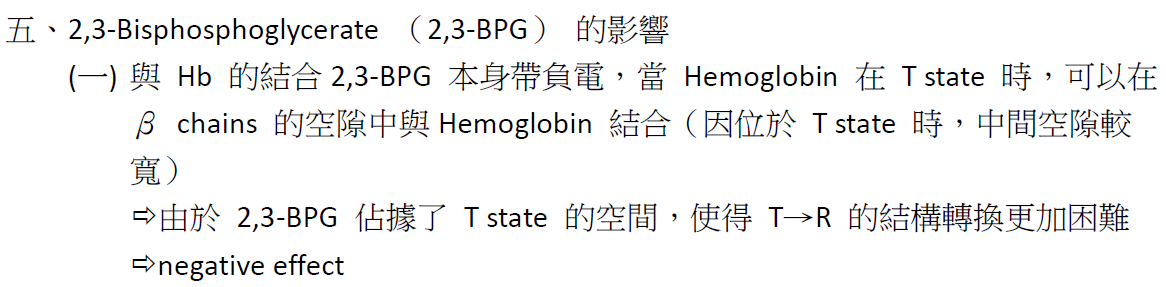 五、2,3-Bisphosphoglycerate （2,3-BPG） 的影響
(一) 與 Hb 的結合 2,3-BPG 本身帶負電，當 Hemoglobin 在 T state 時，可以在
β chains 的空隙中與 Hemoglobin 結合（因位於 T state 時，中間空隙較
寬）
⇨由於 2,3-BPG 佔據了 T state 的空間，使得 T→R 的結構轉換更加困難
⇨negative effect